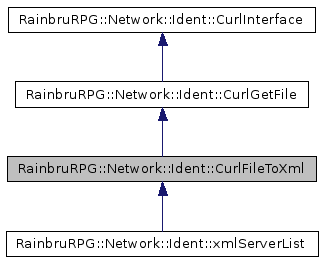 RainbruRPG::Network::Ident::CurlInterface
RainbruRPG::Network::Ident::CurlGetFile
RainbruRPG::Network::Ident::CurlFileToXml
RainbruRPG::Network::Ident::xmlServerList